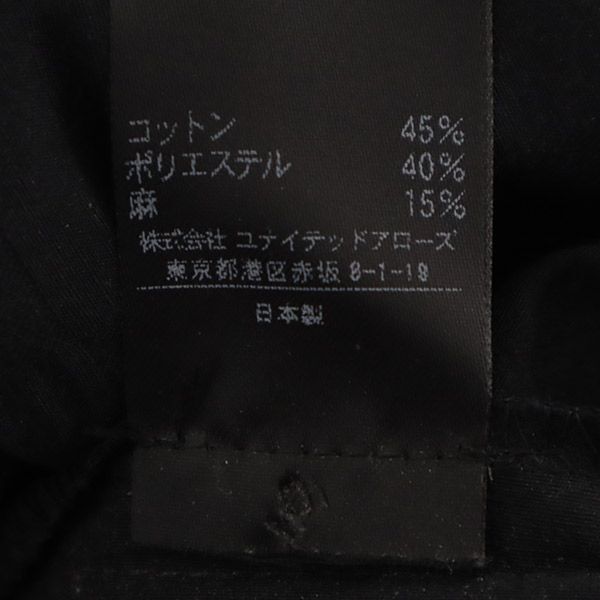 コットン 45%
ポリエステル 40%
麻 15%
株式会社 ユナイテッドアローズ
東京都港区赤坂 8-1-19
日本製